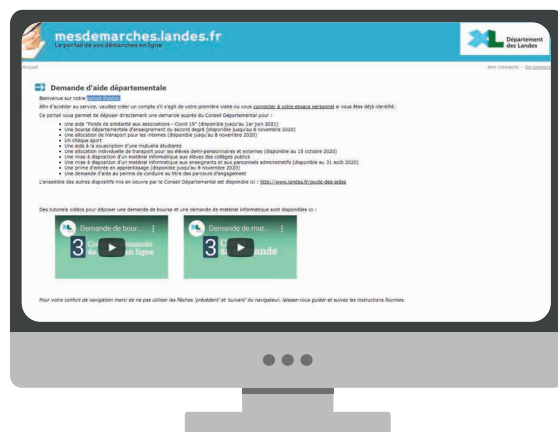 mesdemarches.landes.fr
Le portail de vos démarches en ligne
Département
des Landes
Accueil
Non connecté. - Se connecter
Demande d'aide départementale
Bienvenue sur notre
Afin d'accéder au service, veuillez créer un compte s'il s'agit de votre première visite ou vous connecter à votre espace personnel si vous êtes déjà identifié.
Ce portail vous permet de déposer directement une demande auprès du Conseil Départemental pour :
• Une aide "Fonds de solidarité aux associations - Covid 19" (disponible jusqu'au 1er juin 2021)
• Une bourse départementale d'enseignement du second degré (disponible jusqu'au 8 novembre 2020)
• Une allocation de transport pour les internes (disponible jusqu'au 8 novembre 2020)
• Un chèque sport
• Une aide à la souscription d'une mutuelle étudiante
• Une allocation individuelle de transport pour les élèves demi-pensionnaires et externes (disponible au 19 octobre 2020)
• Une mise à disposition d'un matériel informatique aux élèves des collèges publics
• Une mise à disposition d'un matériel informatique aux enseignants et aux personnels administratifs (disponible au 31 août 2020)
• Une prime d'entrée en apprentissage (disponible jusqu'au 8 novembre 2020)
• Une demande d'aide au permis de conduire au titre des parcours d'engagement
L'ensemble des autres dispositifs mis en oeuvre par le Conseil Départemental est disponible ici : http://www.landes.fr/guide-des-aides
Des tutoriels vidéos pour déposer une demande de bourse et une demande de matériel informatique sont disponibles ici :
Demande de bour...
3
en ligne
Demande de mat...
3
Pour votre confort de navigation merci de ne pas utiliser les flèches 'précédent' et 'suivant' du navigateur, laissez-vous guider et suivez les instructions fournies.